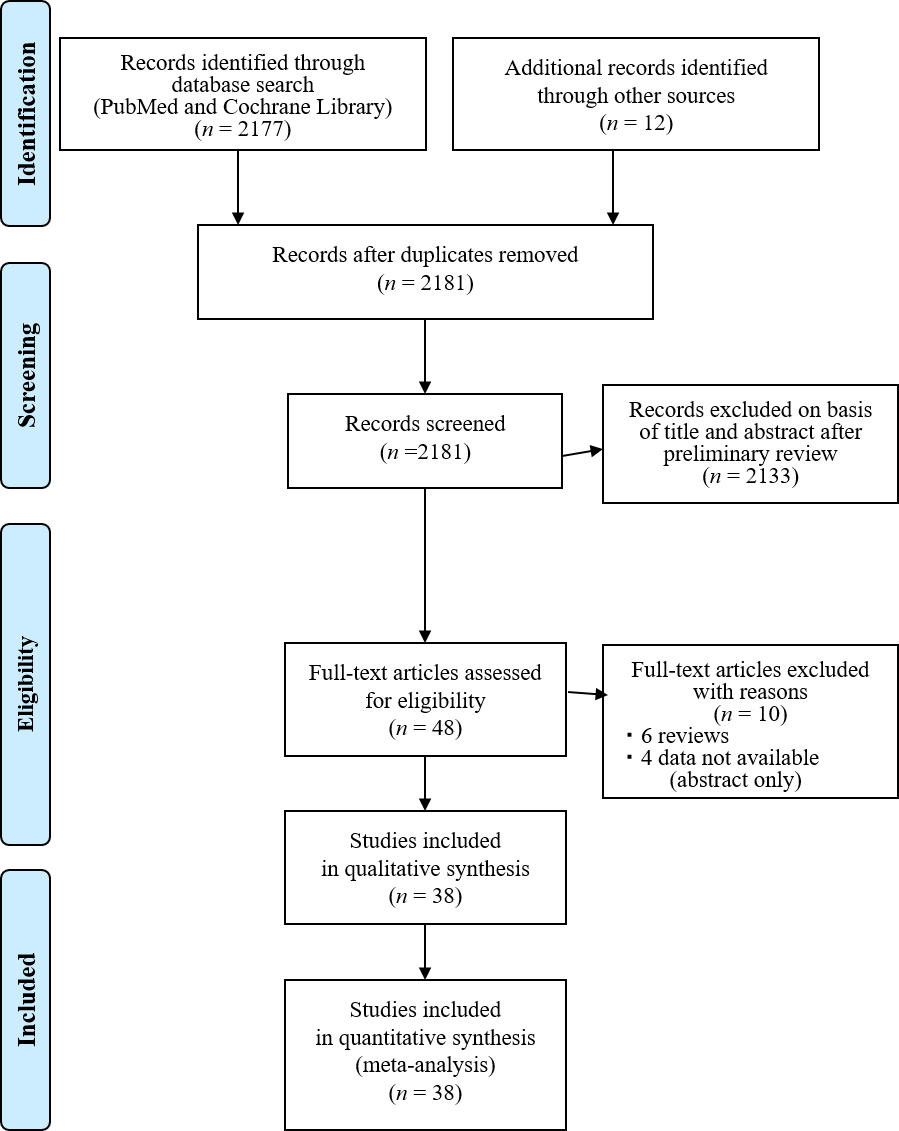 Identification
Records identified through
database search
(PubMed and Cochrane Library)
(n = 2177)
Additional records identified
through other sources
(n = 12)
Records after duplicates removed
(n = 2181)
Screening
Records screened
(n =2181)
Records excluded on basis
of title and abstract after
preliminary review
(n = 2133)
Eligibility
Full-text articles assessed
for eligibility
(n = 48)
Full-text articles excluded
with reasons
(n = 10)
・6 reviews
・4 data not available
(abstract only)
Studies included
in qualitative synthesis
(n = 38)
Included
Studies included
in quantitative synthesis
(meta-analysis)
(n = 38)